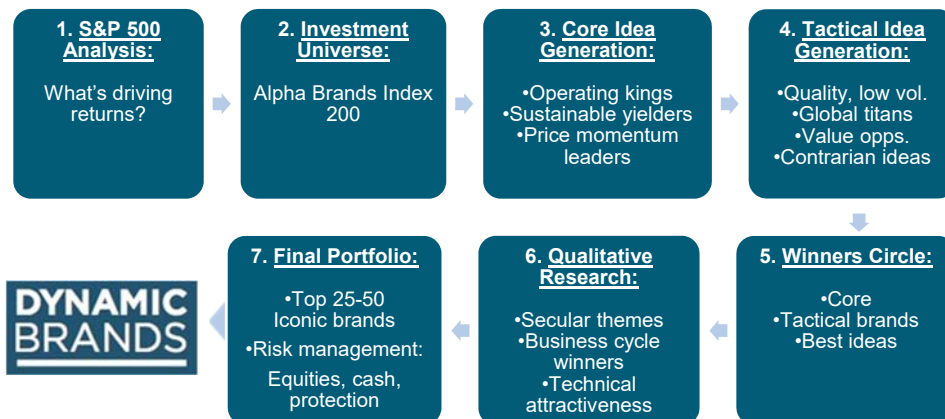 1. S&P 500
Analysis:
What's driving
returns?
2. Investment
Universe:
Alpha Brands Index
200
3. Core Idea
Generation:
•Operating kings
•Sustainable yielders
•Price momentum
leaders
4. Tactical Idea
Generation:
•Quality, low vol.
•Global titans
•Value opps.
•Contrarian ideas
5. Winners Circle:
•Core
•Tactical brands
•Best ideas
6. Qualitative
Research:
•Secular themes
•Business cycle
winners
•Technical
attractiveness
7. Final Portfolio:
•Top 25-50
Iconic brands
•Risk management:
Equities, cash,
protection
DYNAMIC
BRANDS